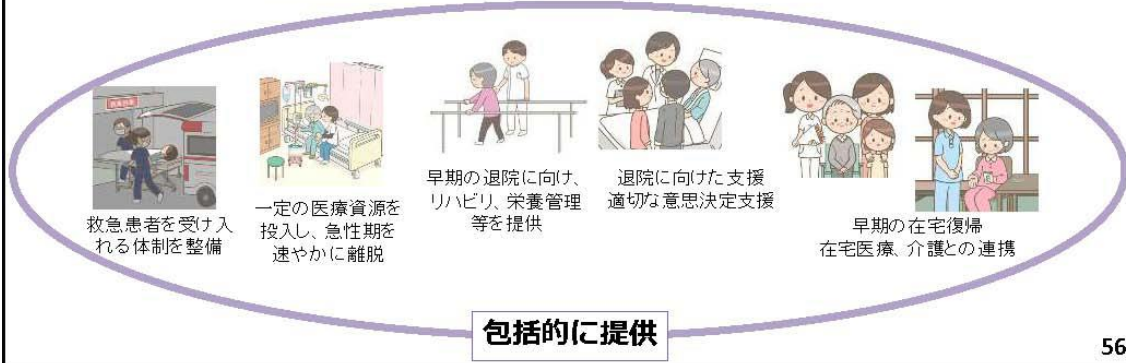 救急患者を受け入
れる体制を整備
一定の医療資源を
投入し、急性期を
速やかに離脱
早期の退院に向け、
リハビリ、栄養管理
等を提供
退院に向けた支援
適切な意思決定支援
早期の在宅復帰
在宅医療、介護との連携
包括的に提供
56